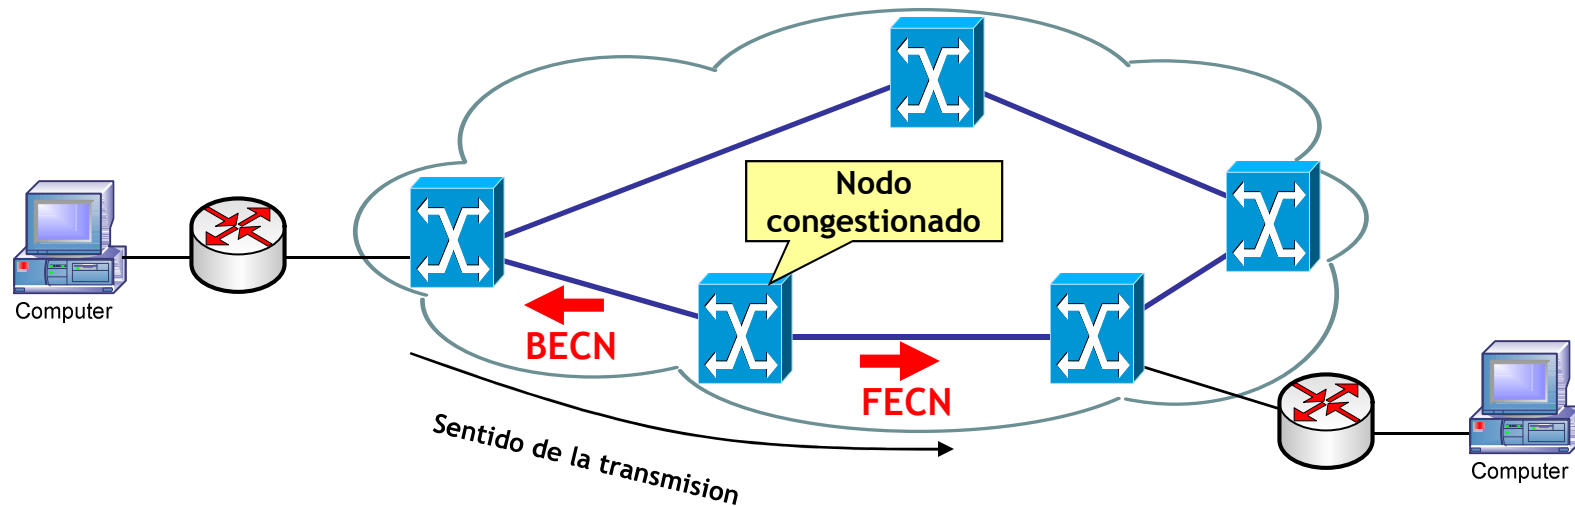 Nodo
congestionado
Computer
BECN
FECN
Sentido de la transmision
Computer